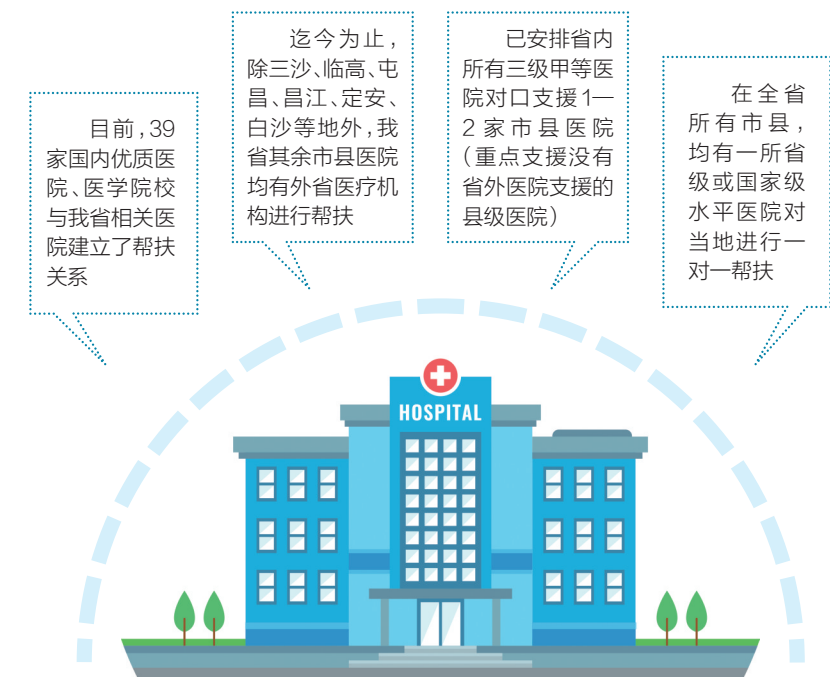 目前,39
家国内优质医
院、医学院校
与我省相关医
院建立了帮扶
关系
迄今为止,
除三沙、临高、屯
昌、昌江、定安、
白沙等地外,我
省其余市县医院
均有外省医疗机
构进行帮扶
已安排省内
所有三级甲等医
院对口支援1—
2家市县医院
(重点支援没有
省外医院支援的
县级医院)
在全省
所有市县,
均有一所省
级或国家级
水平医院对
当地进行一
对一帮扶
HOSPITAL